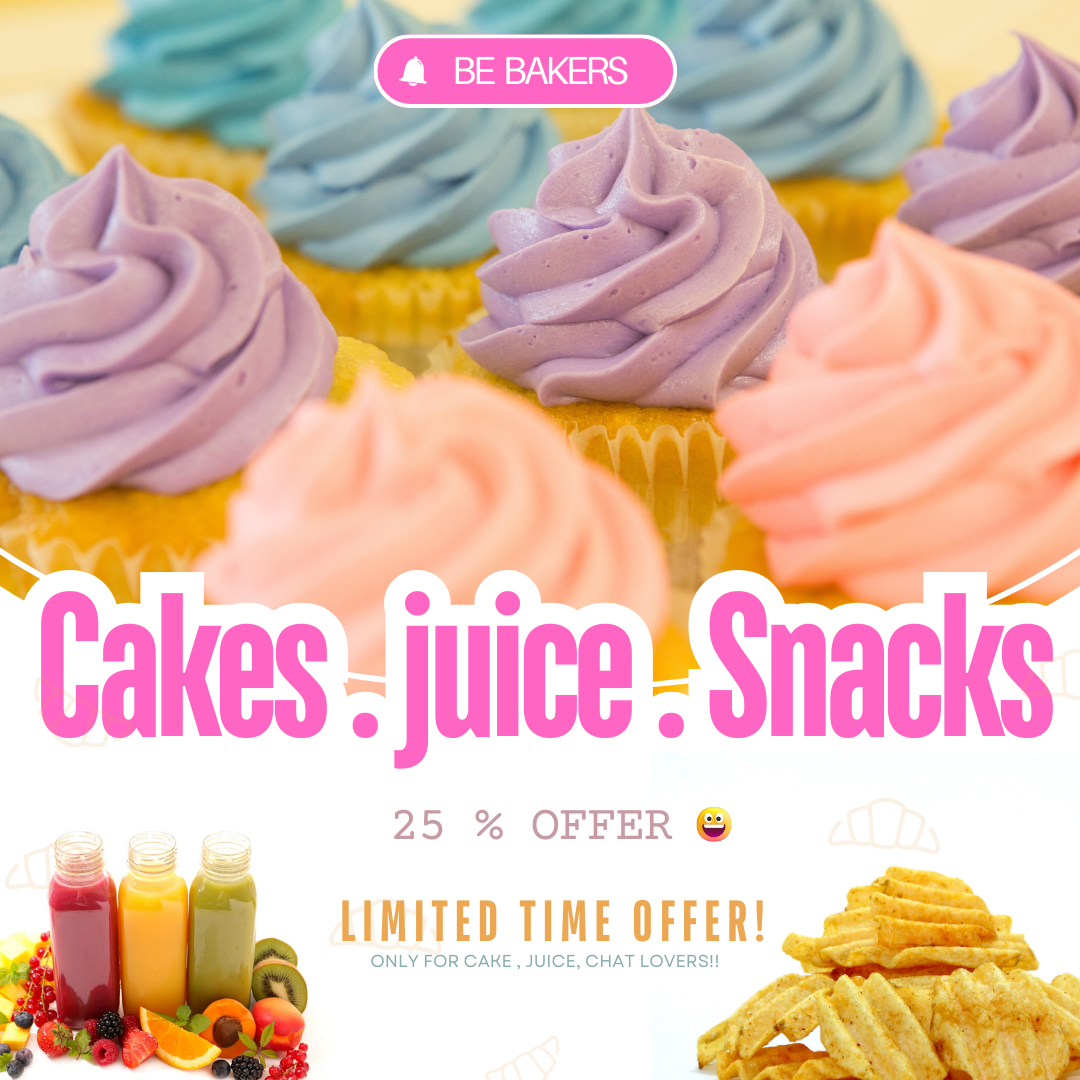 BE BAKERS
Cakes . juice . Snacks
25 % OFFER 😀
LIMITED TIME OFFER!
ONLY FOR CAKE , JUICE, CHAT LOVERS!!